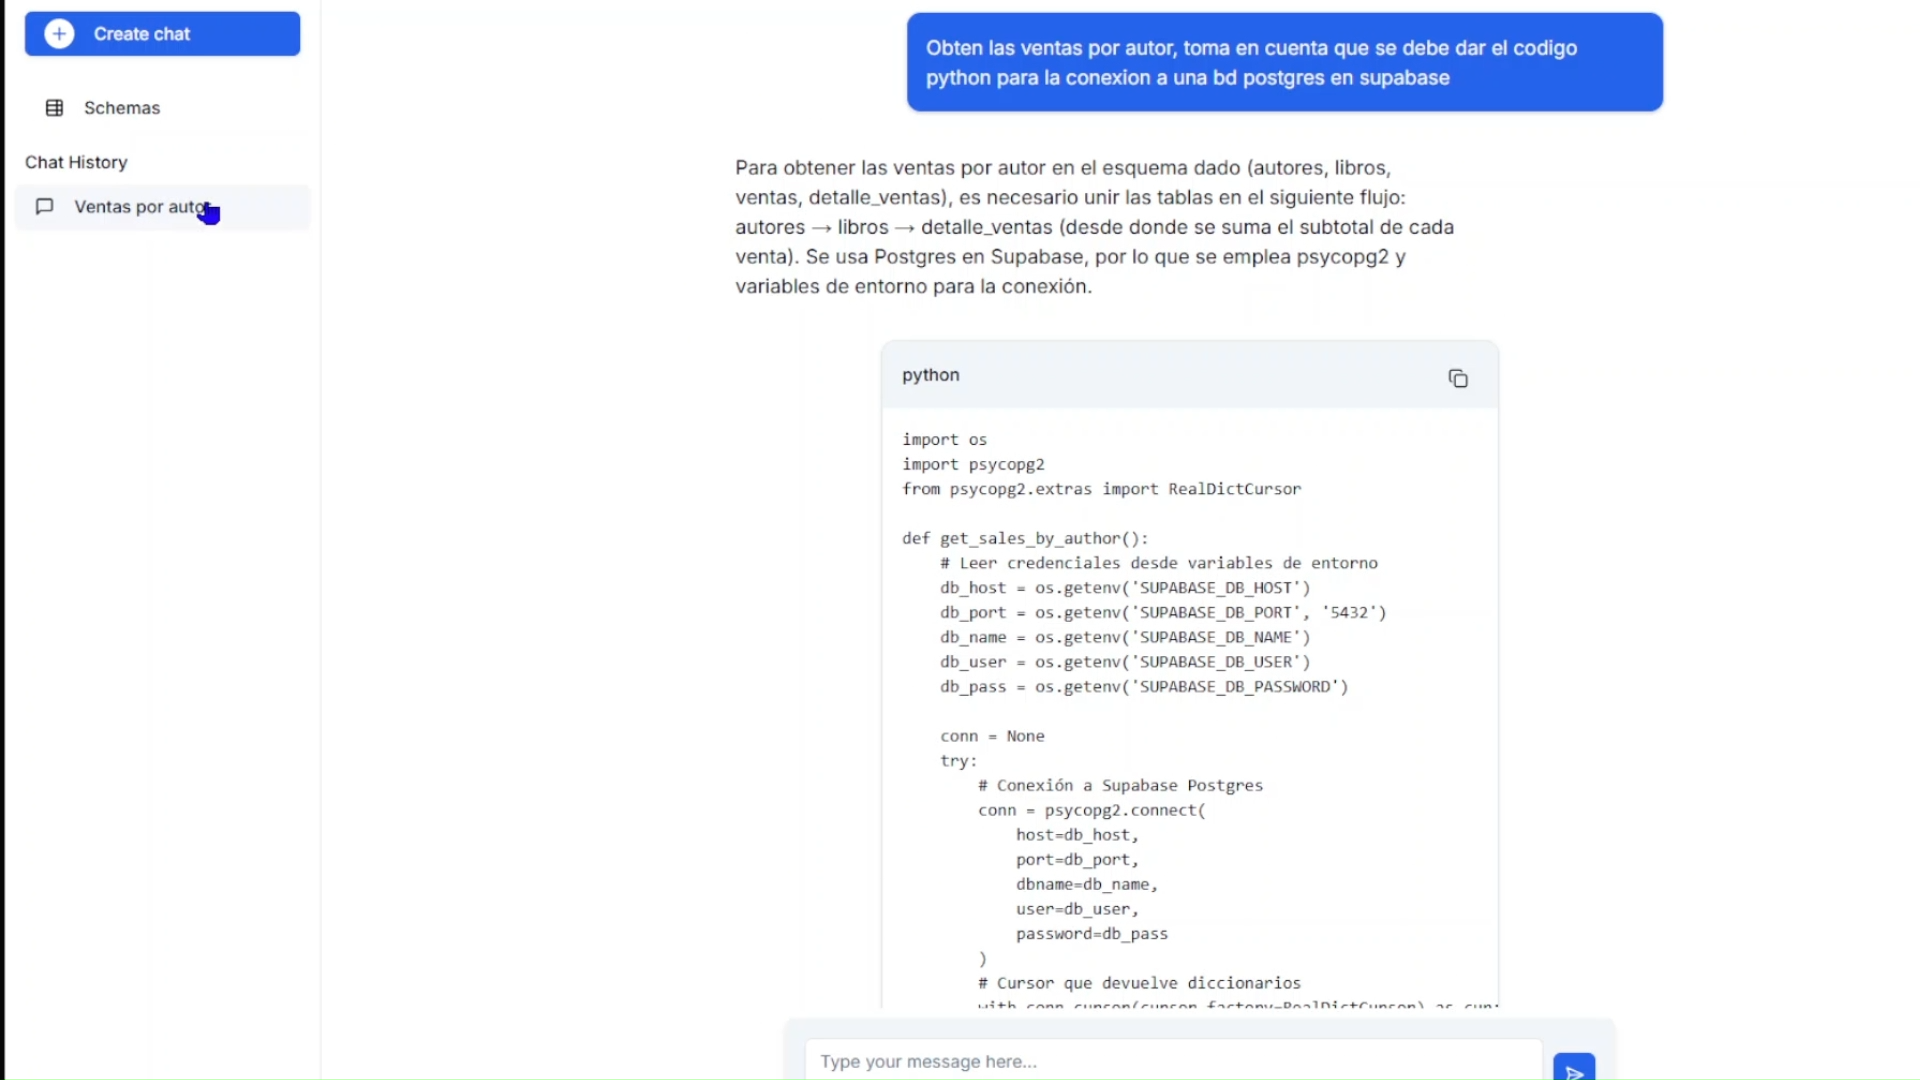 Create chat
Schemas
Chat History
Ventas por autor
Obten las ventas por autor, toma en cuenta que se debe dar el codigo
python para la conexion a una bd postgres en supabase
Para obtener las ventas por autor en el esquema dado (autores, libros,
ventas, detalle_ventas), es necesario unir las tablas en el siguiente flujo:
autores → libros → detalle_ventas (desde donde se suma el subtotal de cada
venta). Se usa Postgres en Supabase, por lo que se emplea psycopg2 y
variables de entorno para la conexión.
python
import os
import psycopg2
from psycopg2.extras import RealDictCursor
def get_sales_by_author():
    # Leer credenciales desde variables de entorno
    db_host = os.getenv('SUPABASE_DB_HOST')
    db_port = os.getenv('SUPABASE_DB_PORT', '5432')
    db_name = os.getenv('SUPABASE_DB_NAME')
    db_user = os.getenv('SUPABASE_DB_USER')
    db_pass = os.getenv('SUPABASE_DB_PASSWORD')
    conn = None
    try:
        # Conexión a Supabase Postgres
        conn = psycopg2.connect(
            host=db_host,
            port=db_port,
            dbname=db_name,
            user=db_user,
            password=db_pass
        )
        # Cursor que devuelve diccionarios
        with conn.cursor(cursor_factory=RealDictCursor) as cur:
Type your message here...